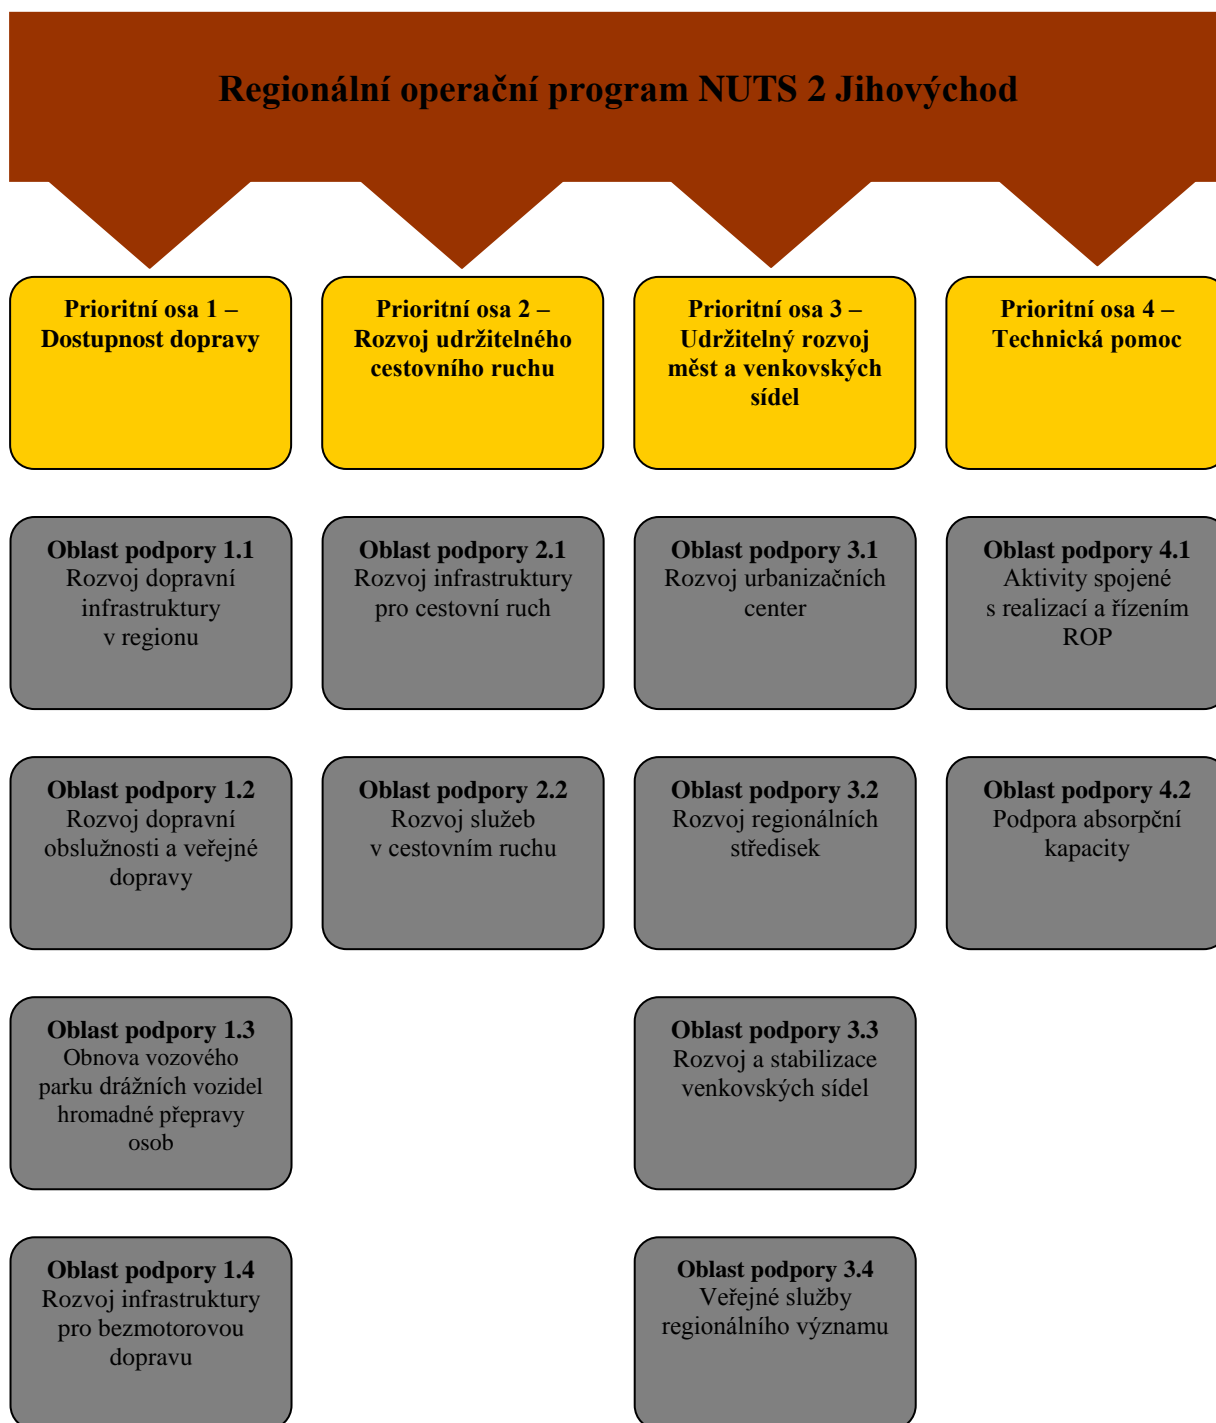 Regionální operační program NUTS 2 Jihovýchod
Prioritní osa 1 –
Dostupnost dopravy
Prioritní osa 2 –
Rozvoj udržitelného
cestovního ruchu
Prioritní osa 3 –
Udržitelný rozvoj
měst a venkovských
sídel
Prioritní osa 4 –
Technická pomoc
Oblast podpory 1.1
Rozvoj dopravní
infrastruktury
v regionu
Oblast podpory 2.1
Rozvoj infrastruktury
pro cestovní ruch
Oblast podpory 3.1
Rozvoj urbanizačních
center
Oblast podpory 4.1
Aktivity spojené
s realizací a řízením
ROP
Oblast podpory 1.2
Rozvoj dopravní
obslužnosti a veřejné
dopravy
Oblast podpory 2.2
Rozvoj služeb
v cestovním ruchu
Oblast podpory 3.2
Rozvoj regionálních
středisek
Oblast podpory 4.2
Podpora absorpční
kapacity
Oblast podpory 1.3
Obnova vozového
parku drážních vozidel
hromadné přepravy
osob
Oblast podpory 3.3
Rozvoj a stabilizace
venkovských sídel
Oblast podpory 1.4
Rozvoj infrastruktury
pro bezmotorovou
dopravu
Oblast podpory 3.4
Veřejné služby
regionálního významu